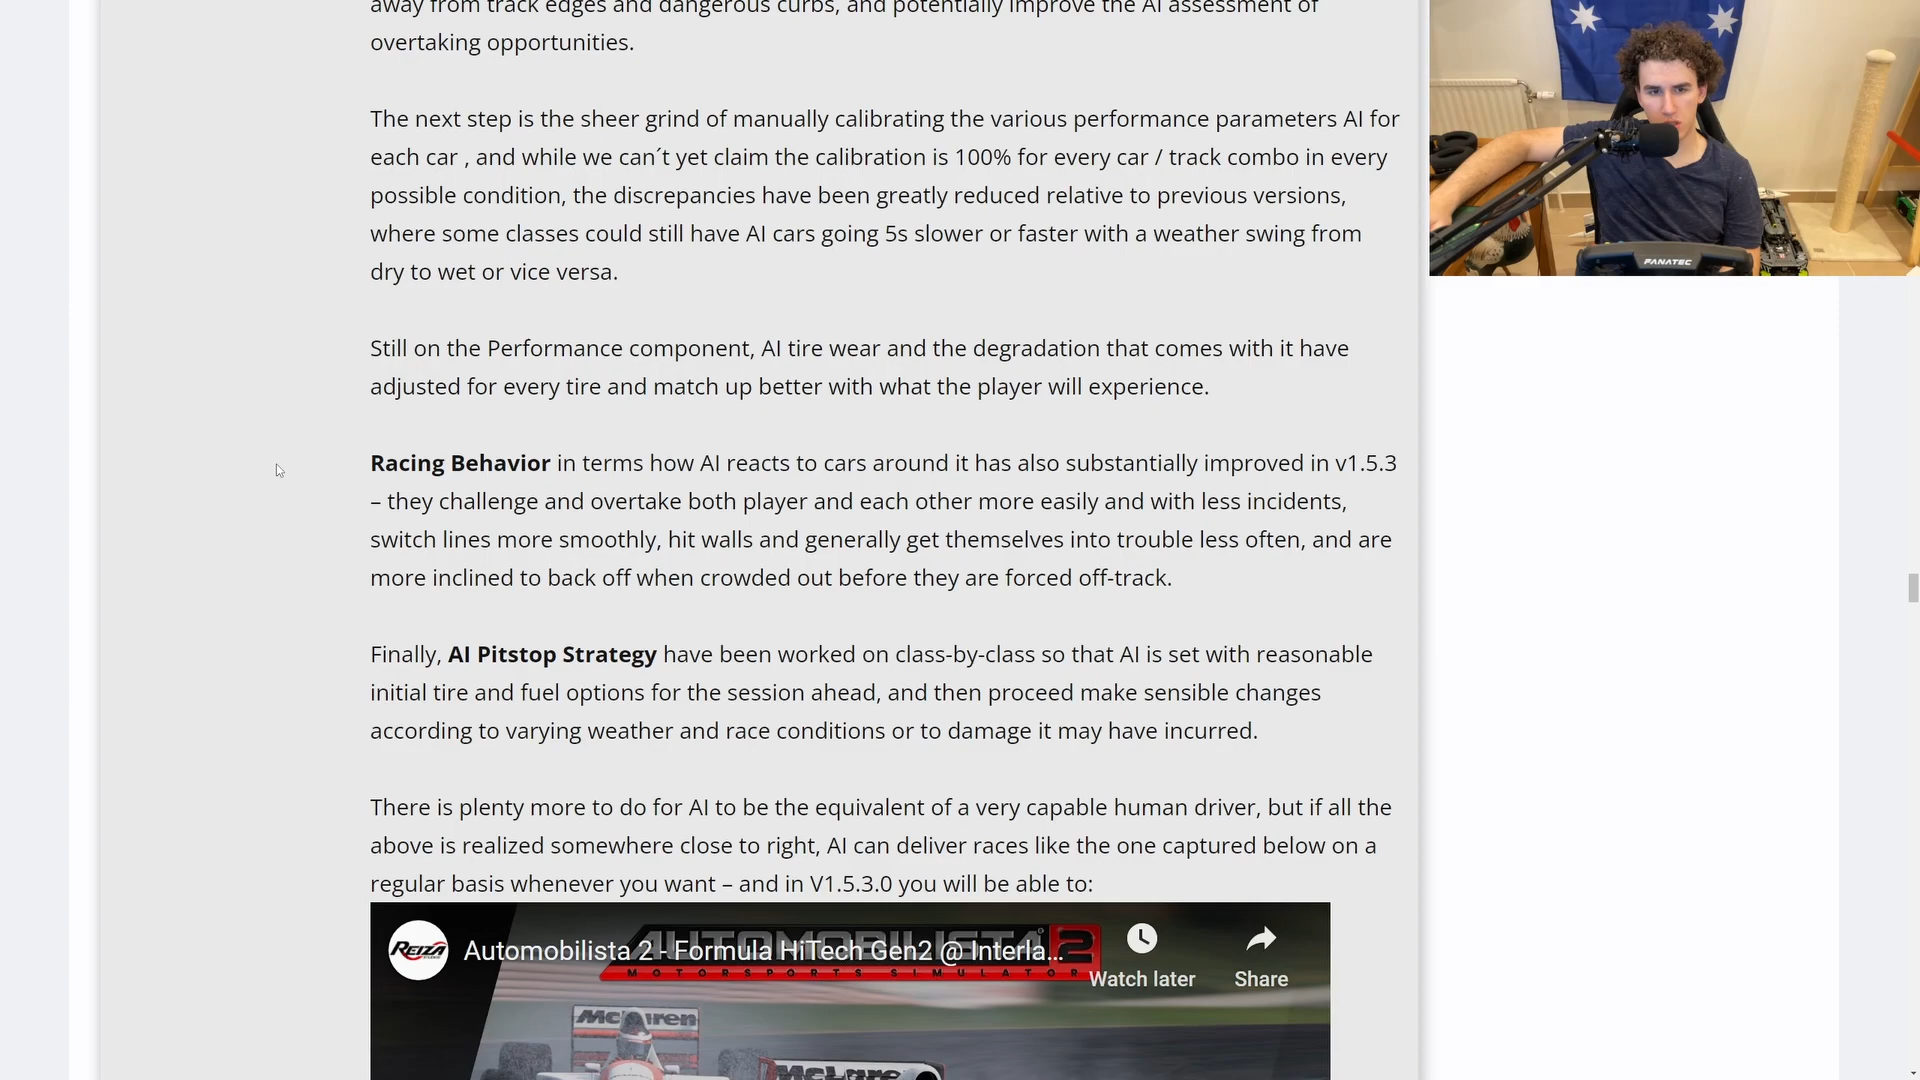 away from track edges and dangerous curbs, and potentially improve the AI assessment of
overtaking opportunities.
The next step is the sheer grind of manually calibrating the various performance parameters AI for
each car , and while we can´t yet claim the calibration is 100% for every car / track combo in every
possible condition, the discrepancies have been greatly reduced relative to previous versions,
where some classes could still have AI cars going 5s slower or faster with a weather swing from
dry to wet or vice versa.
Still on the Performance component, AI tire wear and the degradation that comes with it have
adjusted for every tire and match up better with what the player will experience.
Racing Behavior in terms how AI reacts to cars around it has also substantially improved in v1.5.3
– they challenge and overtake both player and each other more easily and with less incidents,
switch lines more smoothly, hit walls and generally get themselves into trouble less often, and are
more inclined to back off when crowded out before they are forced off-track.
Finally, AI Pitstop Strategy have been worked on class-by-class so that AI is set with reasonable
initial tire and fuel options for the session ahead, and then proceed make sensible changes
according to varying weather and race conditions or to damage it may have incurred.
There is plenty more to do for AI to be the equivalent of a very capable human driver, but if all the
above is realized somewhere close to right, AI can deliver races like the one captured below on a
regular basis whenever you want – and in V1.5.3.0 you will be able to:
REIZA
Automobilista 2 - Formula HiTech Gen2 @ Interla...
AUTOMOBILISTA 2
MOTORSPORTS SIMULATOR
Watch later
Share
McLaren
McLaren
FANATEC